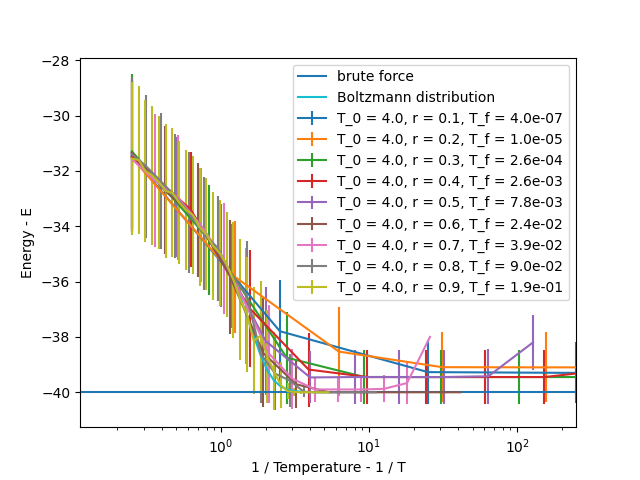 −28
−30
−32
−34
−36
−38
−40
Energy - E
brute force
Boltzmann distribution
T_0 = 4.0, r = 0.1, T_f = 4.0e-07
T_0 = 4.0, r = 0.2, T_f = 1.0e-05
T_0 = 4.0, r = 0.3, T_f = 2.6e-04
T_0 = 4.0, r = 0.4, T_f = 2.6e-03
T_0 = 4.0, r = 0.5, T_f = 7.8e-03
T_0 = 4.0, r = 0.6, T_f = 2.4e-02
T_0 = 4.0, r = 0.7, T_f = 3.9e-02
T_0 = 4.0, r = 0.8, T_f = 9.0e-02
T_0 = 4.0, r = 0.9, T_f = 1.9e-01
10⁰ 10¹ 10²
1 / Temperature - 1 / T